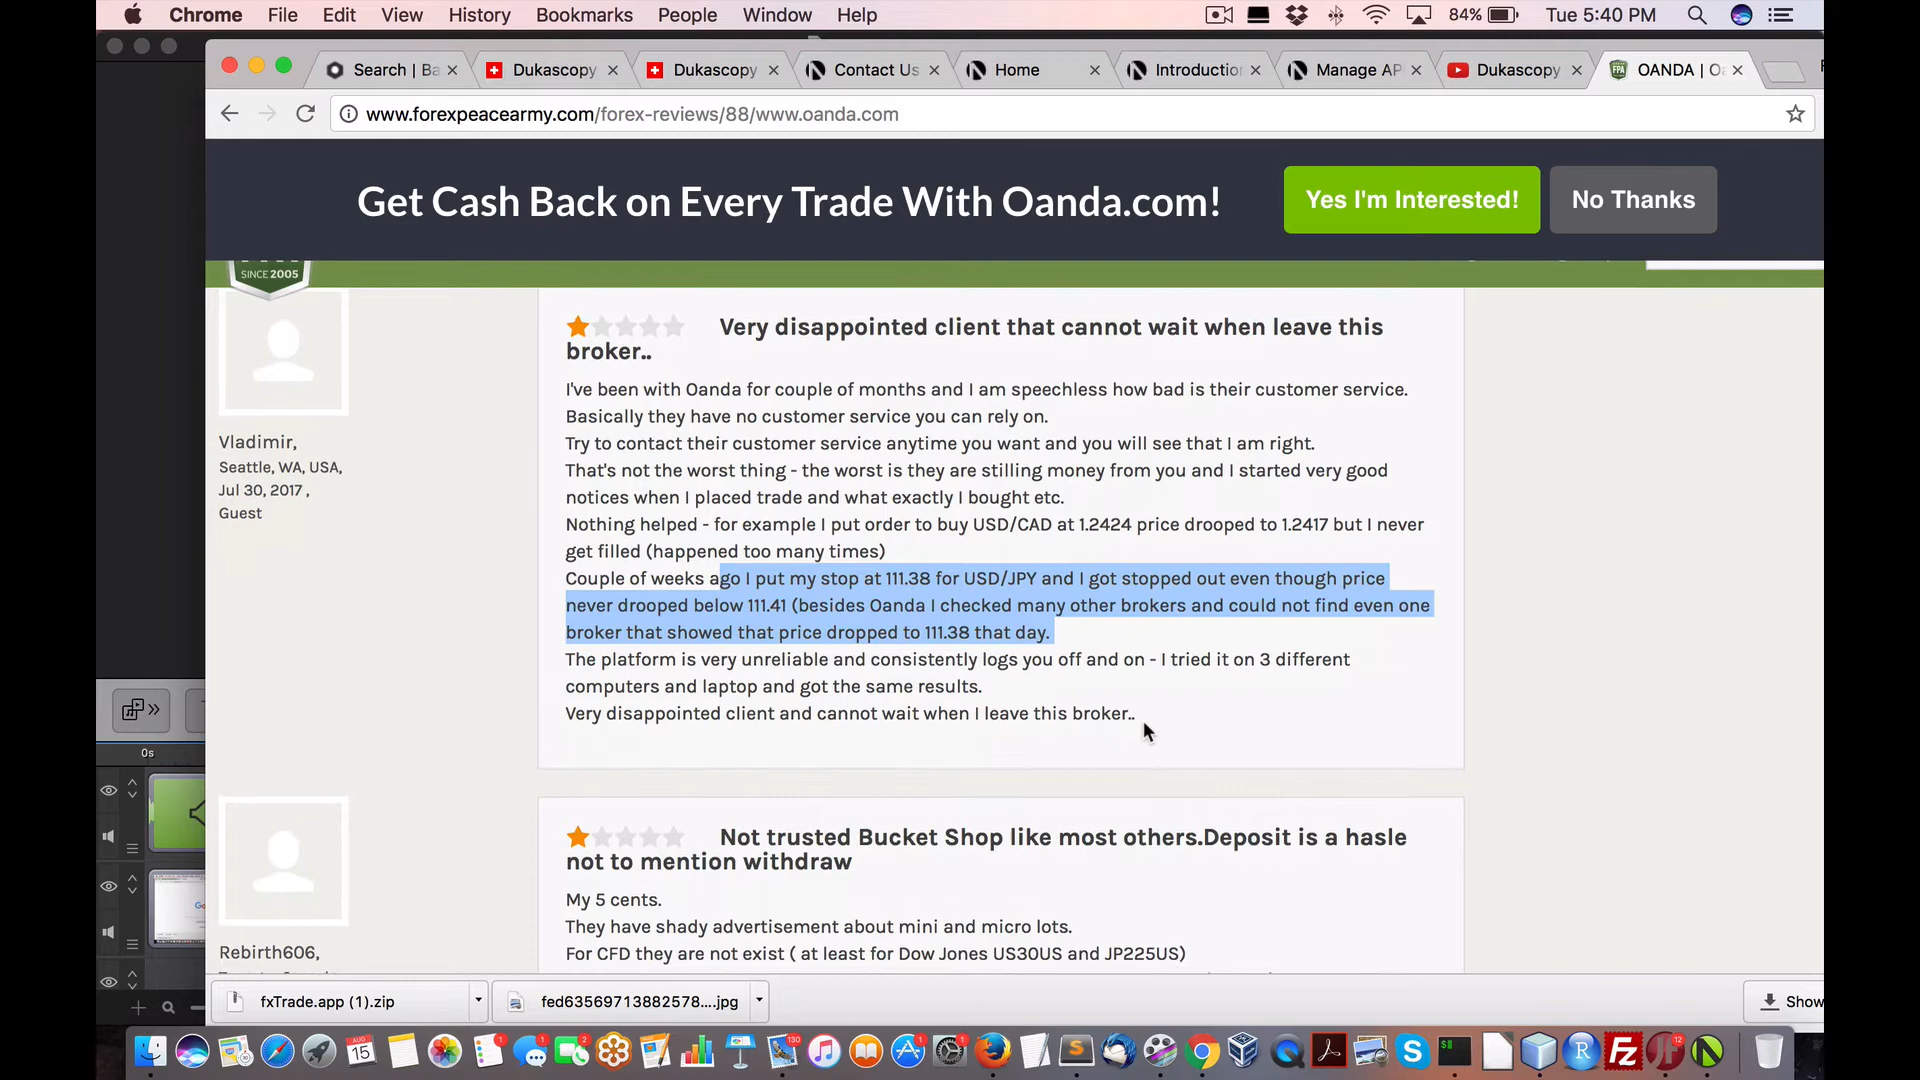 Chrome File Edit View History Bookmarks People Window Help 84% Tue 5:40 PM
Search | Ba Dukascopy Dukascopy Contact Us Home Introduction Manage AP Dukascopy OANDA | Oa
www.forexpeacearmy.com/forex-reviews/88/www.oanda.com
Get Cash Back on Every Trade With Oanda.com! Yes I'm Interested! No Thanks
SINCE 2005
Very disappointed client that cannot wait when leave this
broker..
I've been with Oanda for couple of months and I am speechless how bad is their customer service.
Basically they have no customer service you can rely on.
Try to contact their customer service anytime you want and you will see that I am right.
That's not the worst thing - the worst is they are stilling money from you and I started very good
notices when I placed trade and what exactly I bought etc.
Nothing helped - for example I put order to buy USD/CAD at 1.2424 price drooped to 1.2417 but I never
get filled (happened too many times)
Couple of weeks ago I put my stop at 111.38 for USD/JPY and I got stopped out even though price
never drooped below 111.41 (besides Oanda I checked many other brokers and could not find even one
broker that showed that price dropped to 111.38 that day.
The platform is very unreliable and consistently logs you off and on - I tried it on 3 different
computers and laptop and got the same results.
Very disappointed client and cannot wait when I leave this broker..
Vladimir,
Seattle, WA, USA,
Jul 30, 2017 ,
Guest
0s
Not trusted Bucket Shop like most others.Deposit is a hasle
not to mention withdraw
My 5 cents.
They have shady advertisement about mini and micro lots.
For CFD they are not exist ( at least for Dow Jones US30US and JP225US)
Rebirth606,
fxTrade.app (1).zip
fed63569713882578....jpg
Show
AUG
15